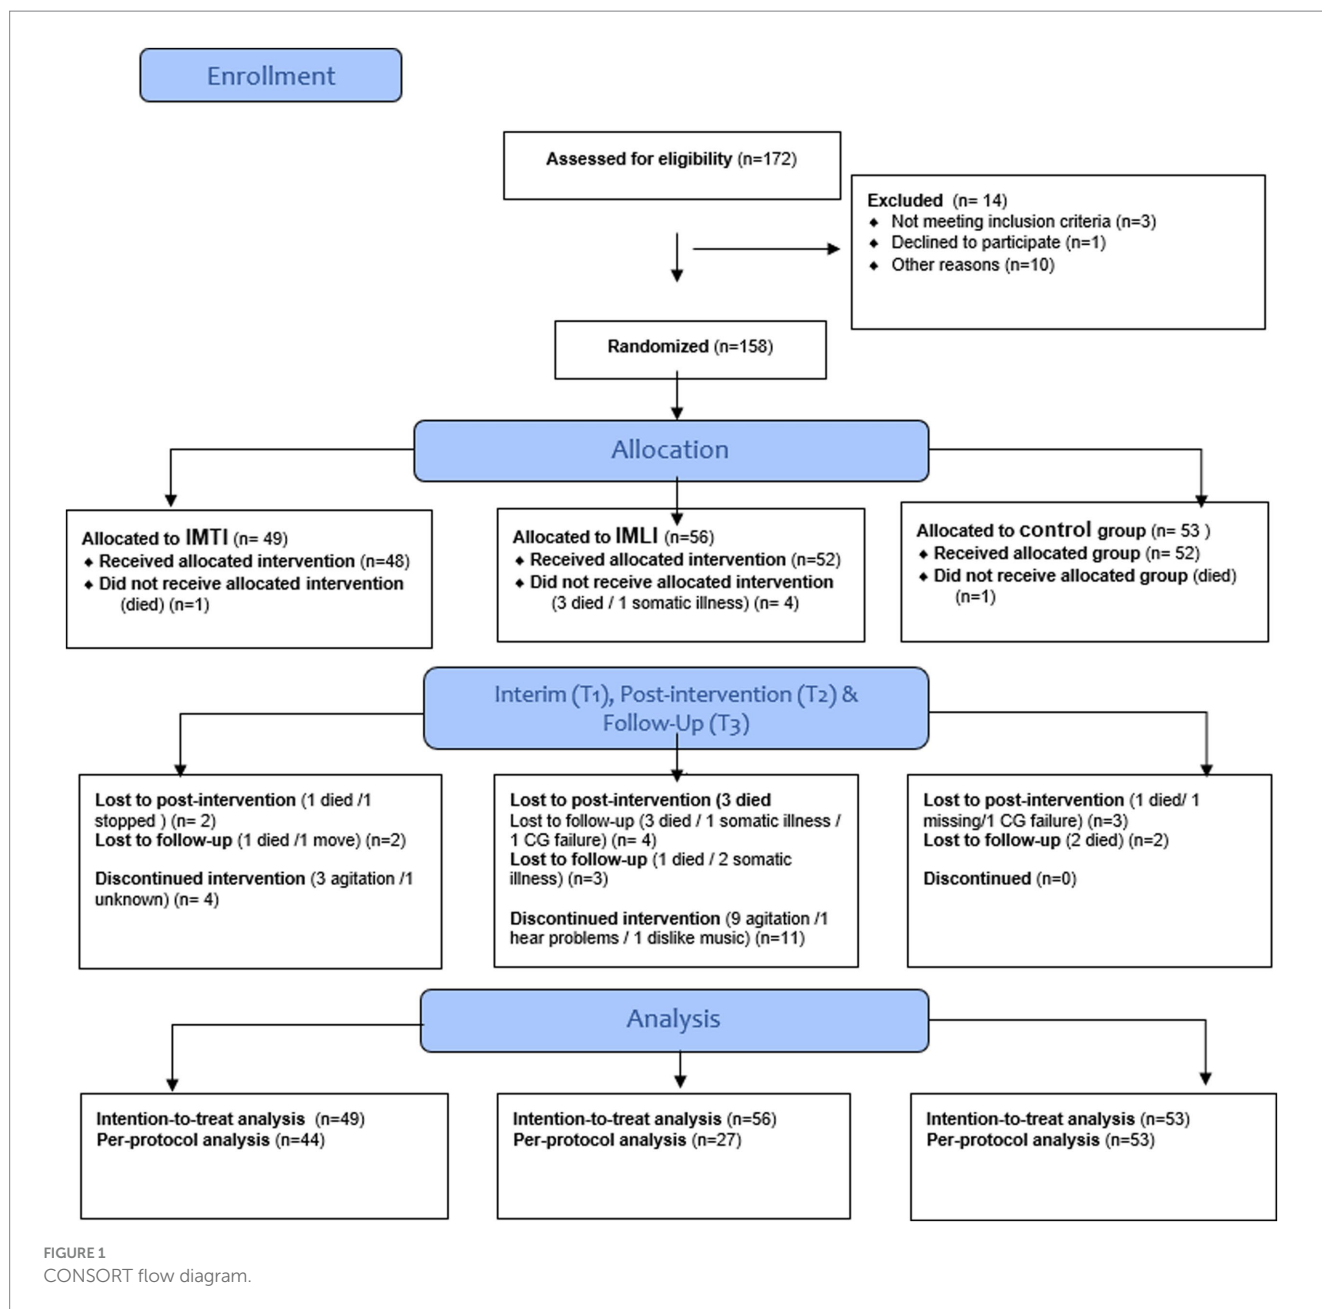 Enrollment
Assessed for eligibility (n=172)
Excluded (n= 14)
◆ Not meeting inclusion criteria (n=3)
◆ Declined to participate (n=1)
◆ Other reasons (n=10)
Randomized (n=158)
Allocation
Allocated to IMTI (n= 49)
◆ Received allocated intervention (n=48)
◆ Did not receive allocated intervention
(died) (n=1)
Allocated to IMLI (n=56)
◆ Received allocated intervention (n=52)
◆ Did not receive allocated intervention
(3 died / 1 somatic illness) (n= 4)
Allocated to control group (n= 53 )
◆ Received allocated group (n= 52)
◆ Did not receive allocated group (died)
(n=1)
Interim (T1), Post-intervention (T2) &
Follow-Up (T3)
Lost to post-intervention (1 died /1
stopped ) (n= 2)
Lost to follow-up (1 died /1 move) (n=2)
Discontinued intervention (3 agitation /1
unknown) (n= 4)
Lost to post-intervention (3 died
Lost to follow-up (3 died / 1 somatic illness /
1 CG failure) (n= 4)
Lost to follow-up (1 died / 2 somatic
illness) (n=3)
Discontinued intervention (9 agitation /1
hear problems / 1 dislike music) (n=11)
Lost to post-intervention (1 died/ 1
missing/1 CG failure) (n=3)
Lost to follow-up (2 died) (n=2)
Discontinued (n=0)
Analysis
Intention-to-treat analysis (n=49)
Per-protocol analysis (n=44)
Intention-to-treat analysis (n=56)
Per-protocol analysis (n=27)
Intention-to-treat analysis (n=53)
Per-protocol analysis (n=53)
FIGURE 1
CONSORT flow diagram.